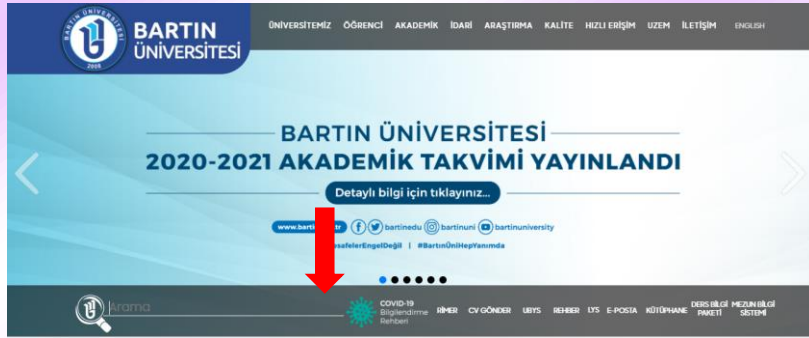 BARTIN
ÜNİVERSİTESİ
2008
ÜNİVERSİTEMİZ ÖĞRENCİ AKADEMİK İDARİ ARAŞTIRMA KALİTE HIZLI ERİŞİM UZEM İLETİŞİM ENGLISH
BARTIN ÜNİVERSİTESİ
2020-2021 AKADEMİK TAKVİMİ YAYINLANDI
Detaylı bilgi için tıklayınız...
bartinedu bartinuni bartinuniversity
| #BartınÜniHepYanımda
Arama
COVID-19
Bilgilendirme
Rehberi
RİMER CV GÖNDER UBYS REHBER LYS E-POSTA KÜTÜPHANE
DERS BİLGİ
PAKETİ
MEZUN BİLGİ
SİSTEMİ